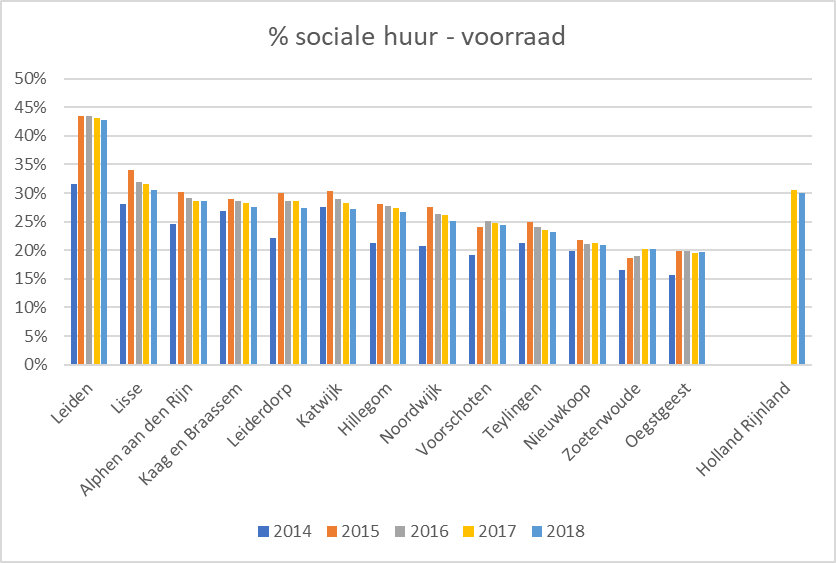 % sociale huur - voorraad
50%
45%
40%
35%
30%
25%
20%
15%
10%
5%
0%
Leiden
Lisse
Alphen aan den Rijn
Kaag en Braassem
Leiderdorp
Katwijk
Hillegom
Noordwijk
Voorschoten
Teylingen
Nieuwkoop
Zoeterwoude
Oegstgeest
Holland Rijnland
2014 2015 2016 2017 2018